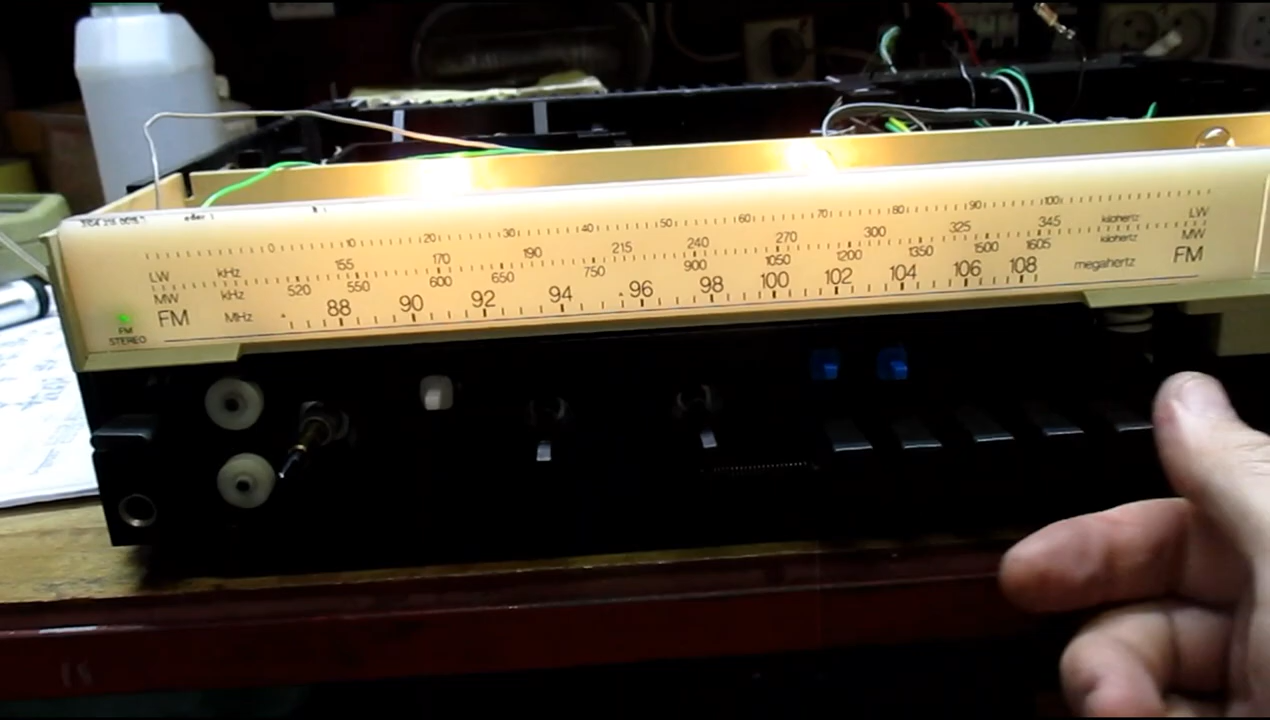 0 10 20 30 40 50 60 70 80 90 100
LW kHz 155 170 190 215 240 270 300 325 345 kilohertz LW
MW kHz 520 550 600 650 750 900 1050 1200 1350 1500 1605 kilohertz MW
FM MHz 88 90 92 94 96 98 100 102 104 106 108 megahertz FM
FM
STEREO